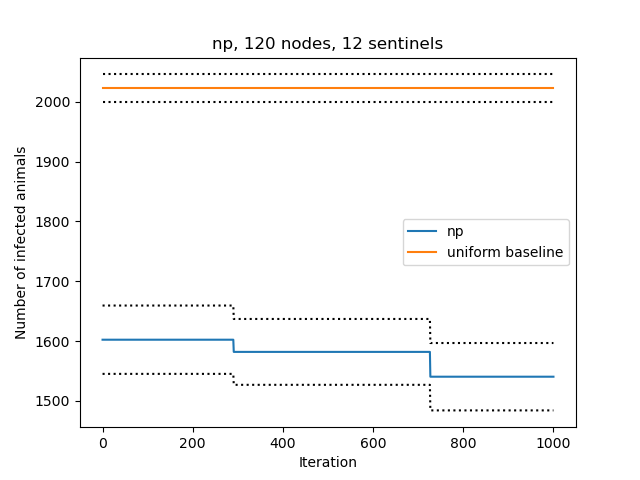 np, 120 nodes, 12 sentinels
Number of infected animals
2000
1900
1800
1700
1600
1500
np
uniform baseline
0 200 400 600 800 1000
Iteration